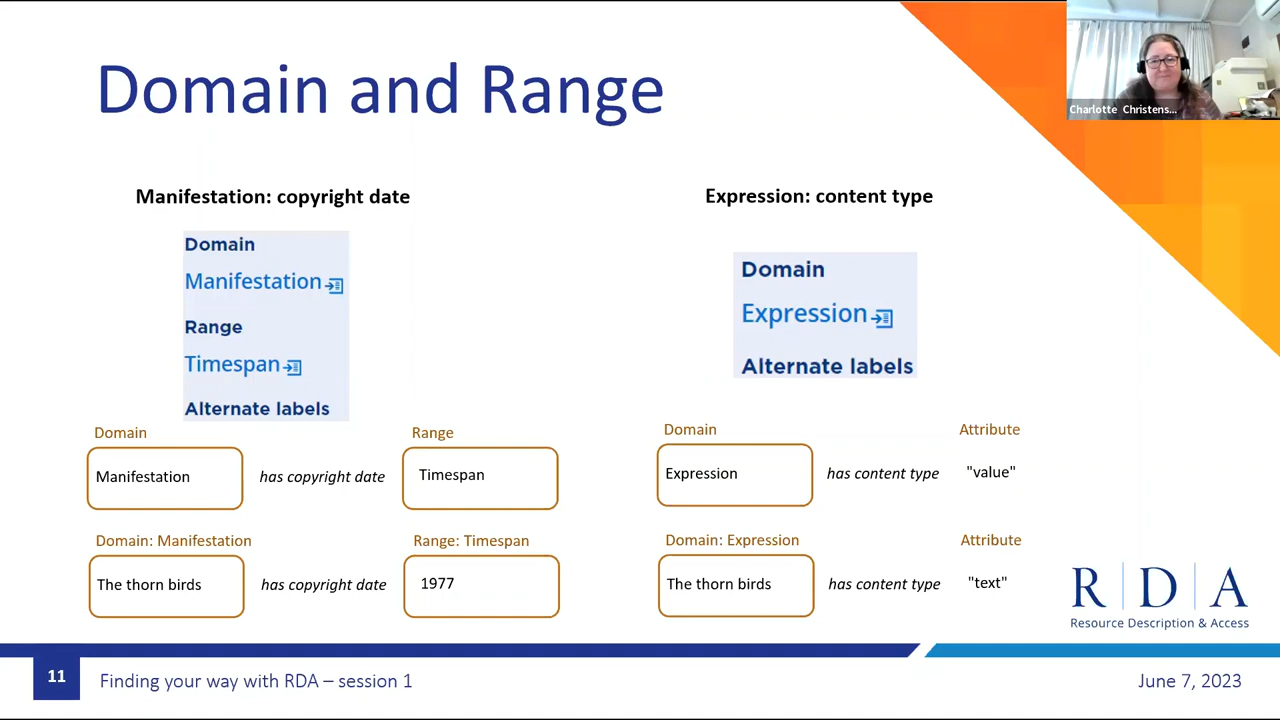 Domain and Range
Charlotte Christens...
Manifestation: copyright date
Domain
Manifestation
Range
Timespan
Alternate labels
Domain
Range
Manifestation
has copyright date
Timespan
Domain: Manifestation
Range: Timespan
The thorn birds
has copyright date
1977
Expression: content type
Domain
Expression
Alternate labels
Domain
Attribute
Expression
has content type
"value"
Domain: Expression
Attribute
The thorn birds
has content type
"text"
R D A
Resource Description & Access
11
Finding your way with RDA – session 1
June 7, 2023